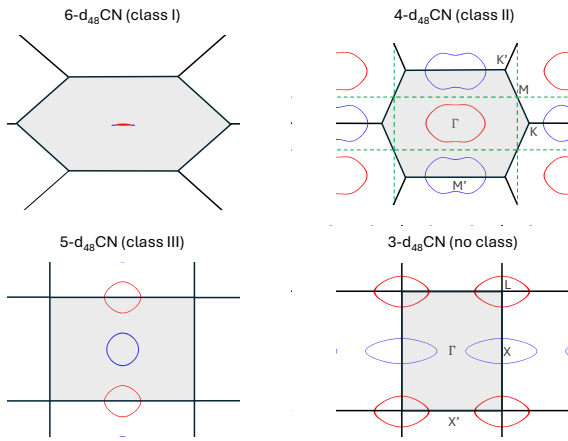 6-d₄₈CN (class I)
4-d₄₈CN (class II)
K'
M
Γ
K
M'
5-d₄₈CN (class III)
3-d₄₈CN (no class)
L
Γ
X
X'